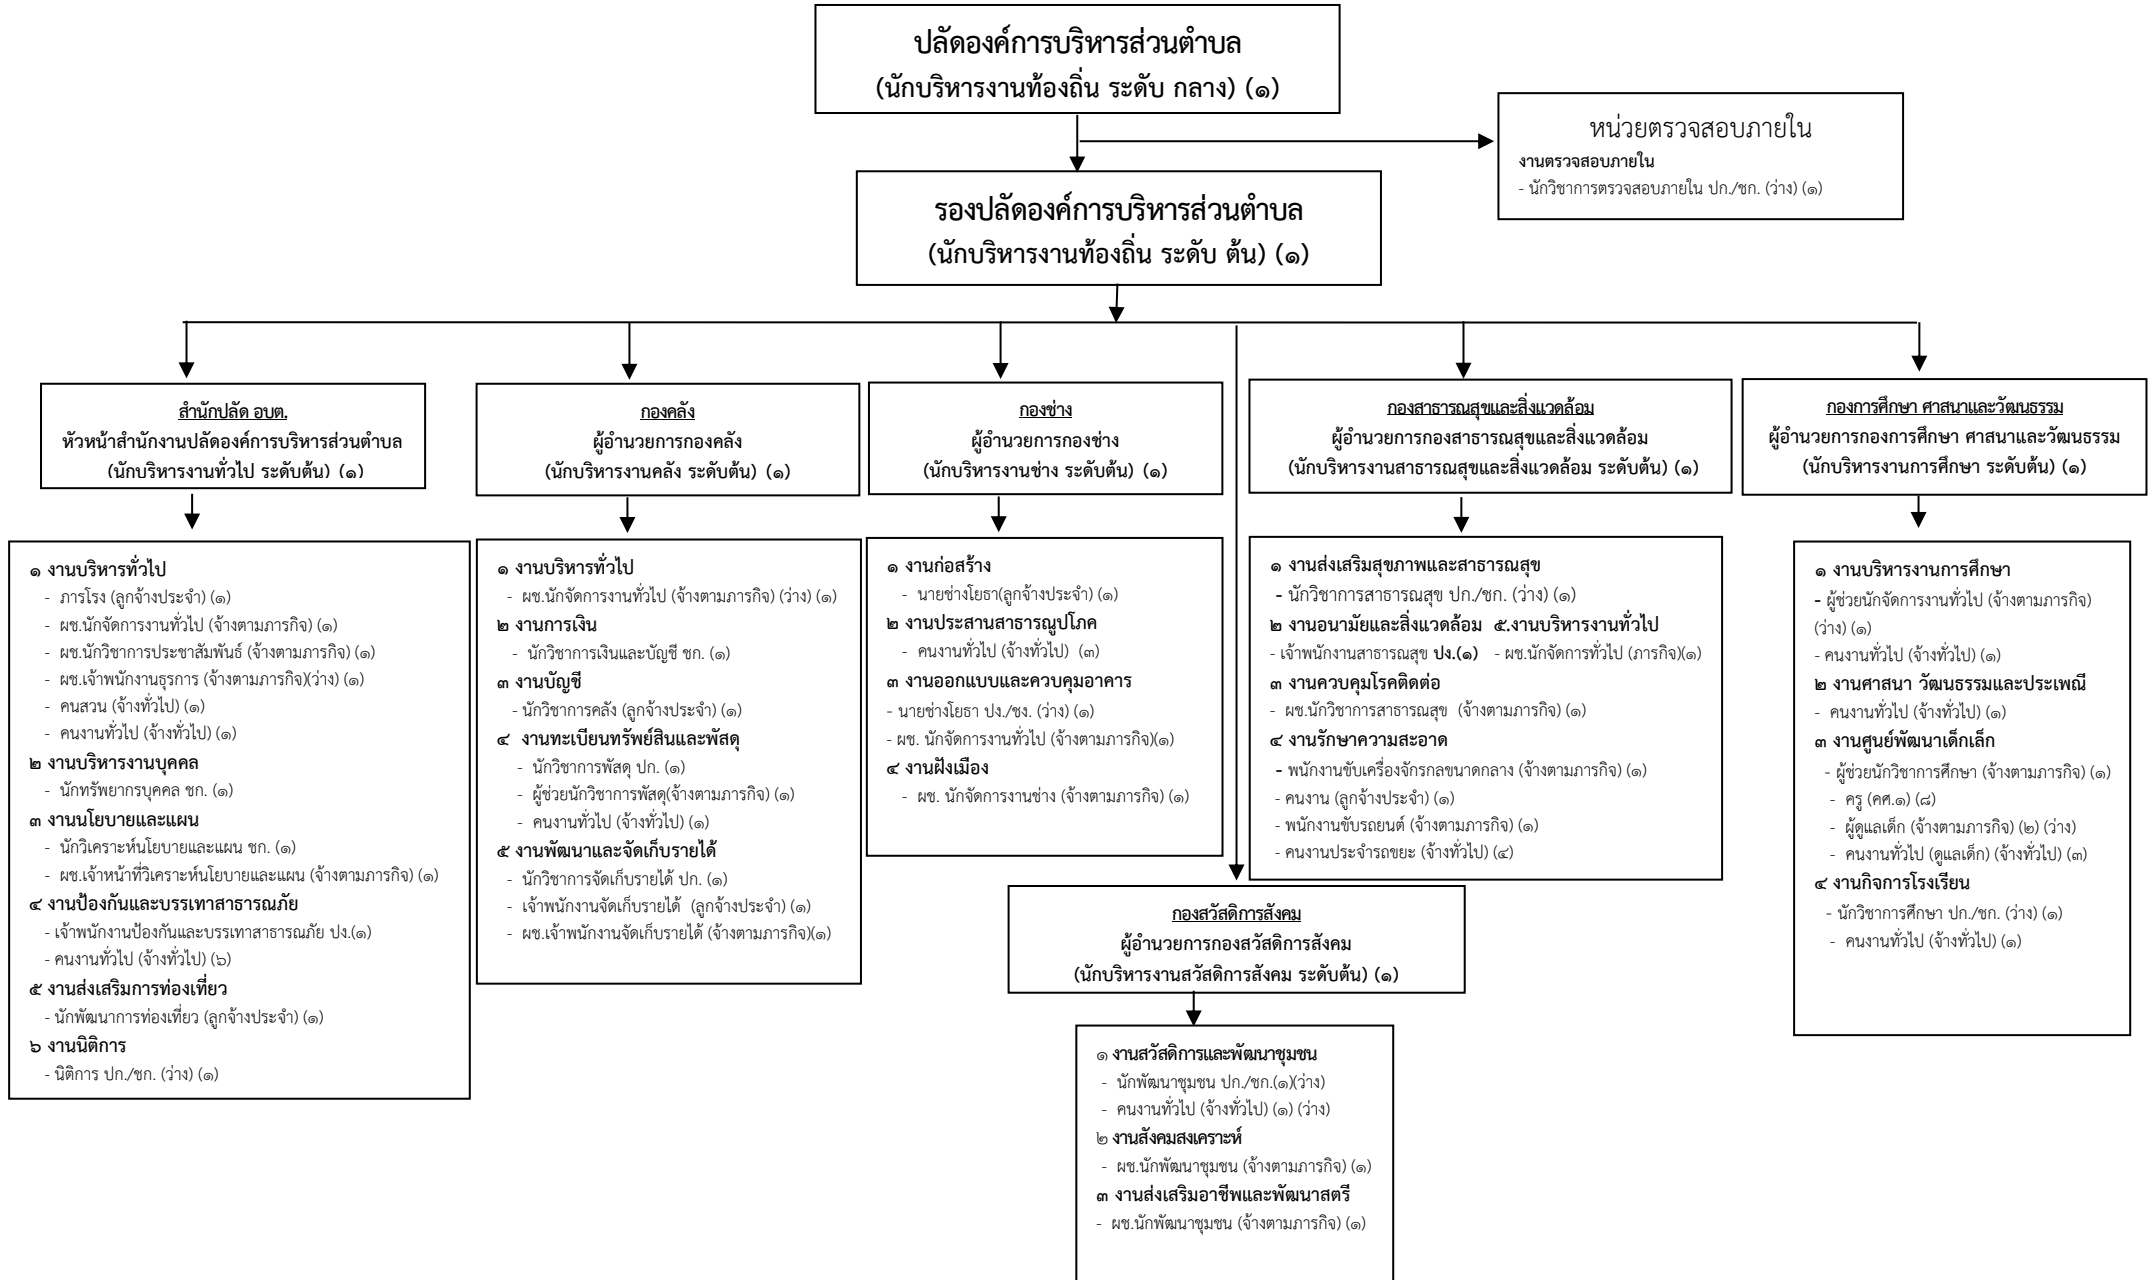 ปลัดองค์การบริหารส่วนตำบล
(นักบริหารงานท้องถิ่น ระดับ กลาง) (๑)
หน่วยตรวจสอบภายใน
งานตรวจสอบภายใน
- นักวิชาการตรวจสอบภายใน ปก./ชก. (ว่าง) (๑)
รองปลัดองค์การบริหารส่วนตำบล
(นักบริหารงานท้องถิ่น ระดับ ต้น) (๑)
สำนักปลัด อบต.
หัวหน้าสำนักงานปลัดองค์การบริหารส่วนตำบล
(นักบริหารงานทั่วไป ระดับต้น) (๑)
๑ งานบริหารทั่วไป
- ภารโรง (ลูกจ้างประจำ) (๑)
- ผช.นักจัดการงานทั่วไป (จ้างตามภารกิจ) (๑)
- ผช.นักวิชาการประชาสัมพันธ์ (จ้างตามภารกิจ) (๑)
- ผช.เจ้าพนักงานธุรการ (จ้างตามภารกิจ)(ว่าง) (๑)
- คนสวน (จ้างทั่วไป) (๑)
- คนงานทั่วไป (จ้างทั่วไป) (๑)
๒ งานบริหารงานบุคคล
- นักทรัพยากรบุคคล ชก. (๑)
๓ งานนโยบายและแผน
- นักวิเคราะห์นโยบายและแผน ชก. (๑)
- ผช.เจ้าหน้าที่วิเคราะห์นโยบายและแผน (จ้างตามภารกิจ) (๑)
๔ งานป้องกันและบรรเทาสาธารณภัย
- เจ้าพนักงานป้องกันและบรรเทาสาธารณภัย ปง.(๑)
- คนงานทั่วไป (จ้างทั่วไป) (๖)
๕ งานส่งเสริมการท่องเที่ยว
- นักพัฒนาการท่องเที่ยว (ลูกจ้างประจำ) (๑)
๖ งานนิติการ
- นิติการ ปก./ชก. (ว่าง) (๑)
กองคลัง
ผู้อำนวยการกองคลัง
(นักบริหารงานคลัง ระดับต้น) (๑)
๑ งานบริหารทั่วไป
- ผช.นักจัดการงานทั่วไป (จ้างตามภารกิจ) (ว่าง) (๑)
๒ งานการเงิน
- นักวิชาการเงินและบัญชี ชก. (๑)
๓ งานบัญชี
- นักวิชาการคลัง (ลูกจ้างประจำ) (๑)
๔ งานทะเบียนทรัพย์สินและพัสดุ
- นักวิชาการพัสดุ ปก. (๑)
- ผู้ช่วยนักวิชาการพัสดุ(จ้างตามภารกิจ) (๑)
- คนงานทั่วไป (จ้างทั่วไป) (๑)
๕ งานพัฒนาและจัดเก็บรายได้
- นักวิชาการจัดเก็บรายได้ ปก. (๑)
- เจ้าพนักงานจัดเก็บรายได้ (ลูกจ้างประจำ) (๑)
- ผช.เจ้าพนักงานจัดเก็บรายได้ (จ้างตามภารกิจ)(๑)
กองช่าง
ผู้อำนวยการกองช่าง
(นักบริหารงานช่าง ระดับต้น) (๑)
๑ งานก่อสร้าง
- นายช่างโยธา(ลูกจ้างประจำ) (๑)
๒ งานประสานสาธารณูปโภค
- คนงานทั่วไป (จ้างทั่วไป) (๓)
๓ งานออกแบบและควบคุมอาคาร
- นายช่างโยธา ปง./ชง. (ว่าง) (๑)
- ผช. นักจัดการงานทั่วไป (จ้างตามภารกิจ)(๑)
๔ งานฝังเมือง
- ผช. นักจัดการงานช่าง (จ้างตามภารกิจ) (๑)
กองสาธารณสุขและสิ่งแวดล้อม
ผู้อำนวยการกองสาธารณสุขและสิ่งแวดล้อม
(นักบริหารงานสาธารณสุขและสิ่งแวดล้อม ระดับต้น) (๑)
๑ งานส่งเสริมสุขภาพและสาธารณสุข
- นักวิชาการสาธารณสุข ปก./ชก. (ว่าง) (๑)
๒ งานอนามัยและสิ่งแวดล้อม ๕.งานบริหารงานทั่วไป
- เจ้าพนักงานสาธารณสุข ปง.(๑) - ผช.นักจัดการทั่วไป (ภารกิจ)(๑)
๓ งานควบคุมโรคติดต่อ
- ผช.นักวิชาการสาธารณสุข (จ้างตามภารกิจ) (๑)
๔ งานรักษาความสะอาด
- พนักงานขับเครื่องจักรกลขนาดกลาง (จ้างตามภารกิจ) (๑)
- คนงาน (ลูกจ้างประจำ) (๑)
- พนักงานขับรถยนต์ (จ้างตามภารกิจ) (๑)
- คนงานประจำรถขยะ (จ้างทั่วไป) (๔)
กองการศึกษา ศาสนาและวัฒนธรรม
ผู้อำนวยการกองการศึกษา ศาสนาและวัฒนธรรม
(นักบริหารงานการศึกษา ระดับต้น) (๑)
๑ งานบริหารงานการศึกษา
- ผู้ช่วยนักจัดการงานทั่วไป (จ้างตามภารกิจ)
(ว่าง) (๑)
- คนงานทั่วไป (จ้างทั่วไป) (๑)
๒ งานศาสนา วัฒนธรรมและประเพณี
- คนงานทั่วไป (จ้างทั่วไป) (๑)
๓ งานศูนย์พัฒนาเด็กเล็ก
- ผู้ช่วยนักวิชาการศึกษา (จ้างตามภารกิจ) (๑)
- ครู (คศ.๑) (๘)
- ผู้ดูแลเด็ก (จ้างตามภารกิจ) (๒) (ว่าง)
- คนงานทั่วไป (ดูแลเด็ก) (จ้างทั่วไป) (๓)
๔ งานกิจการโรงเรียน
- นักวิชาการศึกษา ปก./ชก. (ว่าง) (๑)
- คนงานทั่วไป (จ้างทั่วไป) (๑)
กองสวัสดิการสังคม
ผู้อำนวยการกองสวัสดิการสังคม
(นักบริหารงานสวัสดิการสังคม ระดับต้น) (๑)
๑ งานสวัสดิการและพัฒนาชุมชน
- นักพัฒนาชุมชน ปก./ชก.(๑)(ว่าง)
- คนงานทั่วไป (จ้างทั่วไป) (๑) (ว่าง)
๒ งานสังคมสงเคราะห์
- ผช.นักพัฒนาชุมชน (จ้างตามภารกิจ) (๑)
๓ งานส่งเสริมอาชีพและพัฒนาสตรี
- ผช.นักพัฒนาชุมชน (จ้างตามภารกิจ) (๑)